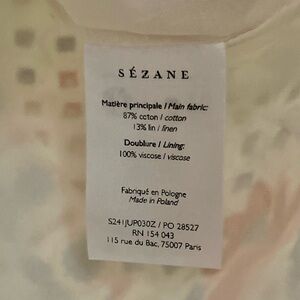 SÉZANE
Matière principale / Main fabric:
87% coton / cotton
13% lin / linen
Doublure / Lining:
100% viscose / viscose
Fabriqué en Pologne
Made in Poland
S241JUP030Z / PO 28527
RN 154 043
115 rue du Bac, 75007 Paris